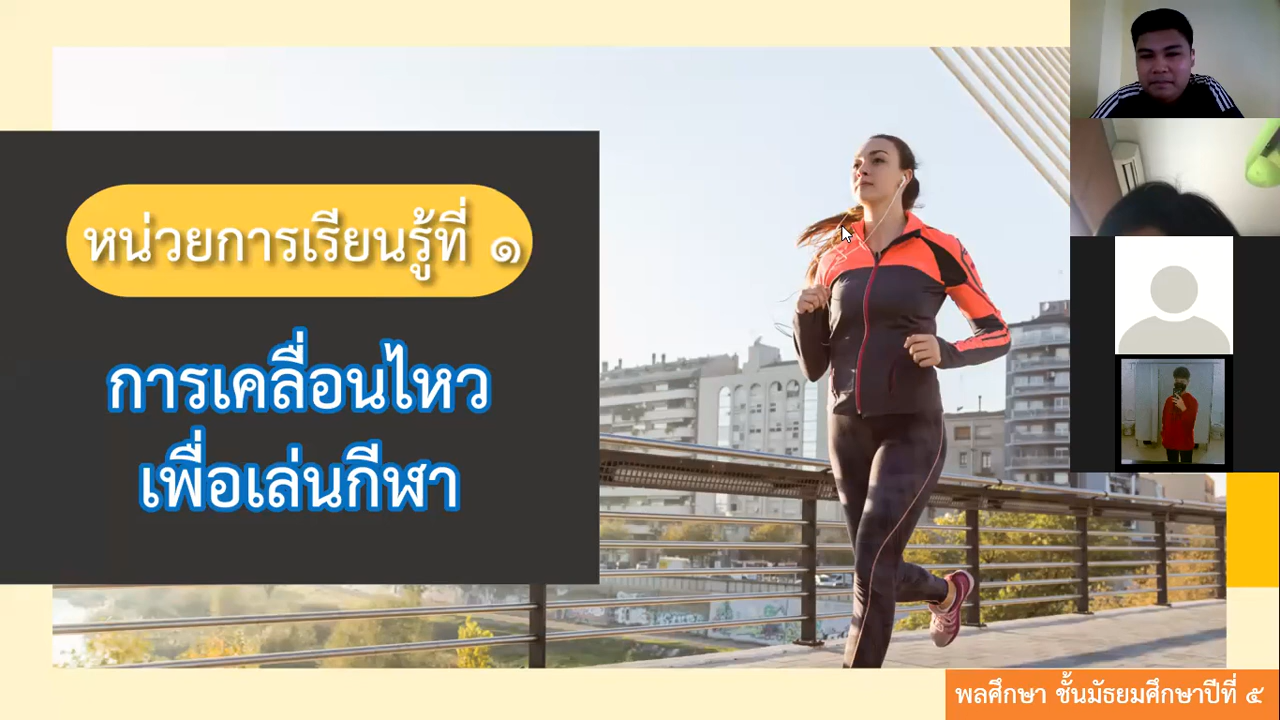 หน่วยการเรียนรู้ที่ ๑
การเคลื่อนไหว
เพื่อเล่นกีฬา
พลศึกษา ชั้นมัธยมศึกษาปีที่ ๕